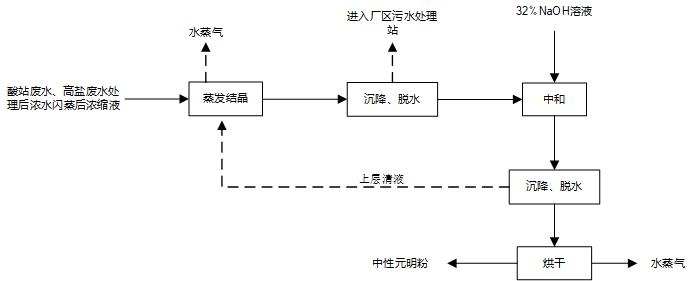 32%NaOH溶液
进入厂区污水处理
站
水蒸气
酸站废水、高盐废水处
理后浓水闪蒸后浓缩液
蒸发结晶
沉降、脱水
中和
上层清液
沉降、脱水
中性元明粉
烘干
水蒸气